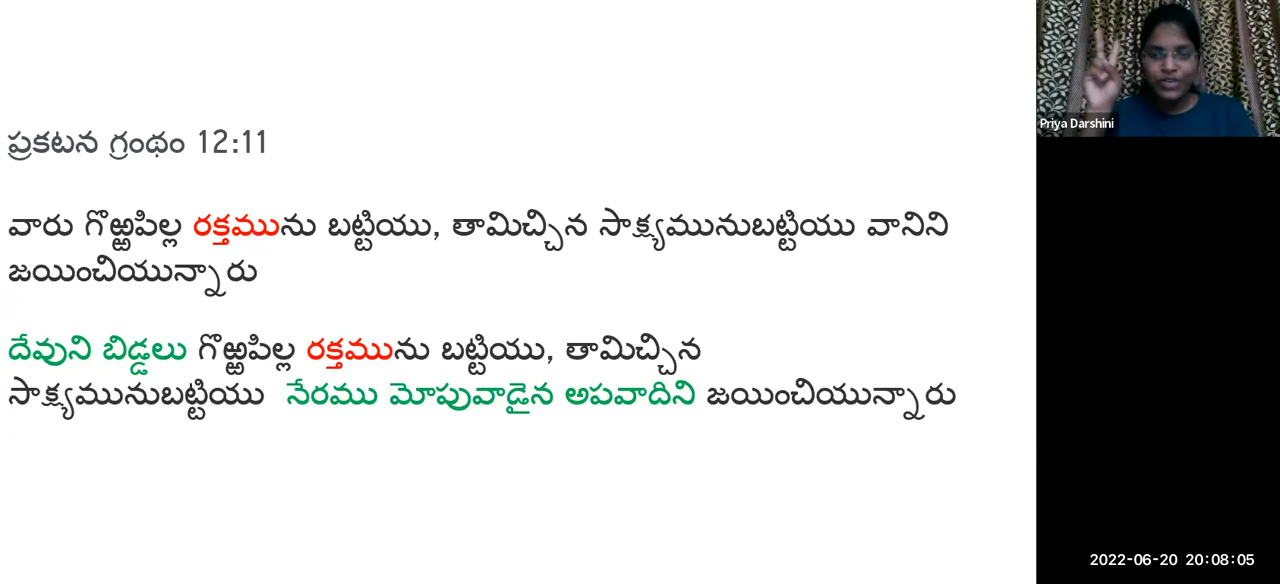 ప్రకటన గ్రంథం 12:11
వారు గొఱ్ఱపిల్ల రక్తమును బట్టియు, తామిచ్చిన సాక్ష్యమునుబట్టియు వానిని
జయించియున్నారు
దేవుని బిడ్డలు గొఱ్ఱపిల్ల రక్తమును బట్టియు, తామిచ్చిన
సాక్ష్యమునుబట్టియు నేరము మోపువాడైన అపవాదిని జయించియున్నారు
Priya Darshini
2022-06-20 20:08:05